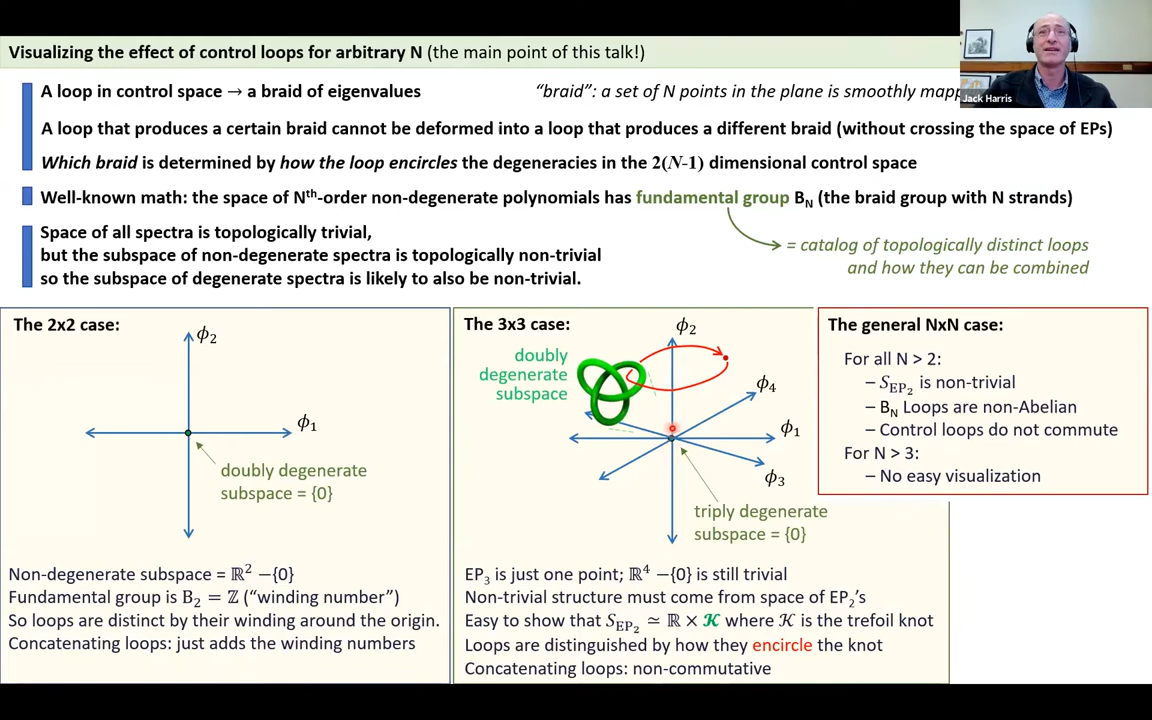 Visualizing the effect of control loops for arbitrary N (the main point of this talk!)
A loop in control space → a braid of eigenvalues
"braid": a set of N points in the plane is smoothly
Jack Harris
A loop that produces a certain braid cannot be deformed into a loop that produces a different braid (without crossing the space of EPs)
Which braid is determined by how the loop encircles the degeneracies in the 2(N-1) dimensional control space
Well-known math: the space of Nth-order non-degenerate polynomials has fundamental group B_N (the braid group with N strands)
Space of all spectra is topologically trivial,
but the subspace of non-degenerate spectra is topologically non-trivial
so the subspace of degenerate spectra is likely to also be non-trivial.
= catalog of topologically distinct loops
and how they can be combined
The 2x2 case:
ϕ2
ϕ1
doubly degenerate
subspace = {0}
Non-degenerate subspace = ℝ² −{0}
Fundamental group is B₂ = ℤ ("winding number")
So loops are distinct by their winding around the origin.
Concatenating loops: just adds the winding numbers
The 3x3 case:
ϕ2
doubly
degenerate
subspace
ϕ4
ϕ1
ϕ3
triply degenerate
subspace = {0}
EP₃ is just one point; ℝ⁴ −{0} is still trivial
Non-trivial structure must come from space of EP₂'s
Easy to show that S_EP₂ ≃ ℝ × 𝒦 where 𝒦 is the trefoil knot
Loops are distinguished by how they encircle the knot
Concatenating loops: non-commutative
The general NxN case:
For all N > 2:
– S_EP₂ is non-trivial
– B_N Loops are non-Abelian
– Control loops do not commute
For N > 3:
– No easy visualization